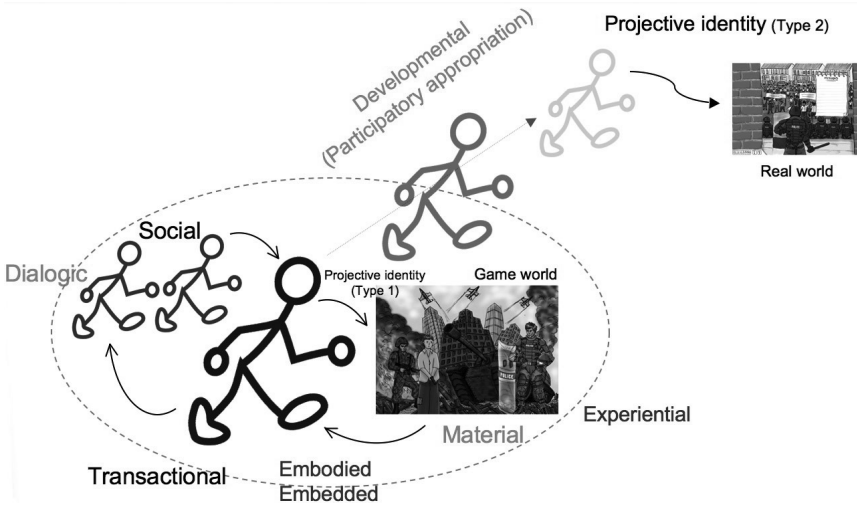 Projective identity (Type 2)
Real world
Developmental
(Participatory appropriation)
Social
Dialogic
Projective identity
(Type 1)
Game world
POLICE
Material
Experiential
Transactional
Embodied
Embedded